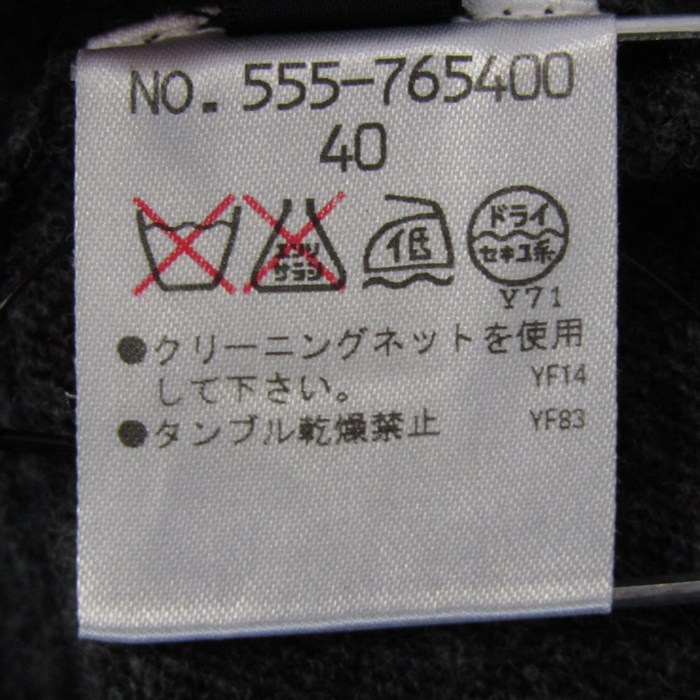 NO. 555-765400
40
エンソ
サラシ
低
ドライ
セキユ系
Y71
●クリーニングネットを使用
して下さい。
YF14
●タンブル乾燥禁止
YF83